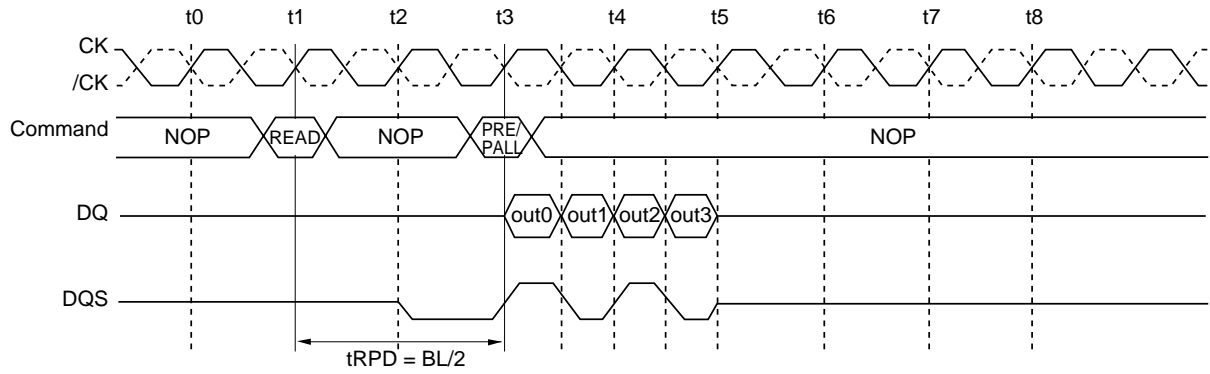 t0 t1 t2 t3 t4 t5 t6 t7 t8
CK
/CK
Command NOP READ NOP PRE/ PALL NOP
DQ out0 out1 out2 out3
DQS
tRPD = BL/2